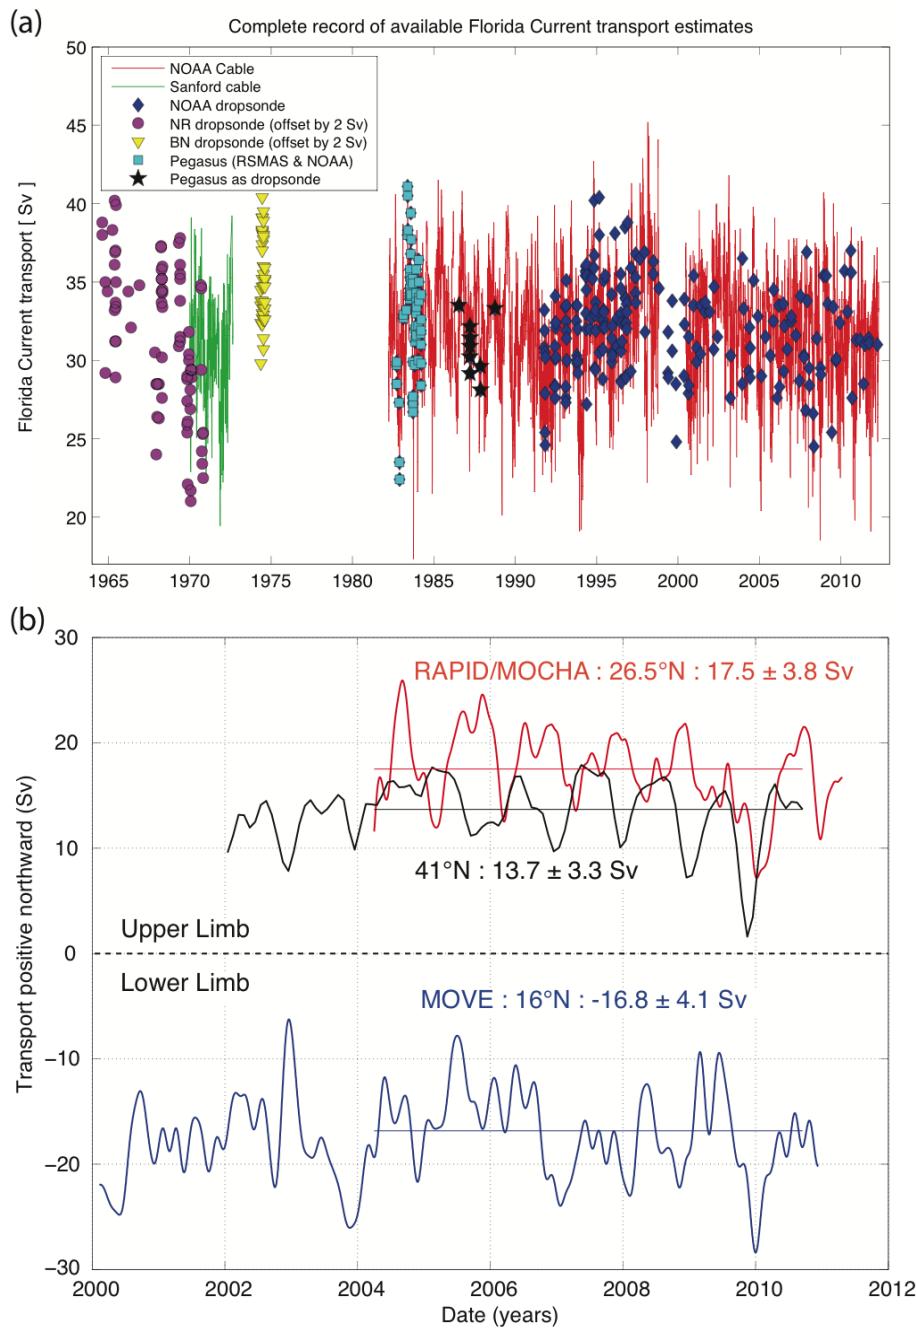 (a)
Complete record of available Florida Current transport estimates
50
45
40
35
30
25
20
Florida Current transport [ Sv ]
NOAA Cable
Sanford cable
NOAA dropsonde
NR dropsonde (offset by 2 Sv)
BN dropsonde (offset by 2 Sv)
Pegasus (RSMAS & NOAA)
Pegasus as dropsonde
1965 1970 1975 1980 1985 1990 1995 2000 2005 2010
(b)
30
20
10
0
−10
−20
−30
Transport positive northward (Sv)
RAPID/MOCHA : 26.5°N : 17.5 ± 3.8 Sv
41°N : 13.7 ± 3.3 Sv
Upper Limb
Lower Limb
MOVE : 16°N : -16.8 ± 4.1 Sv
2000 2002 2004 2006 2008 2010 2012
Date (years)